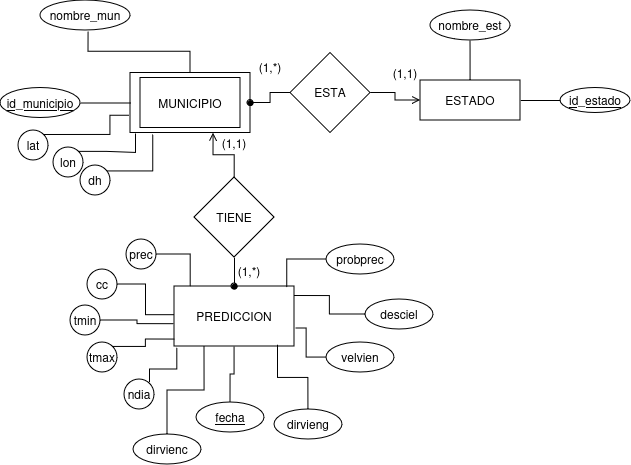 nombre_mun
nombre_est
(1,*)
(1,1)
id_municipio
MUNICIPIO
ESTA
ESTADO
id_estado
lat
lon
dh
(1,1)
TIENE
prec
(1,*)
probprec
cc
tmin
PREDICCION
desciel
tmax
velvien
ndia
fecha
dirvieng
dirvienc